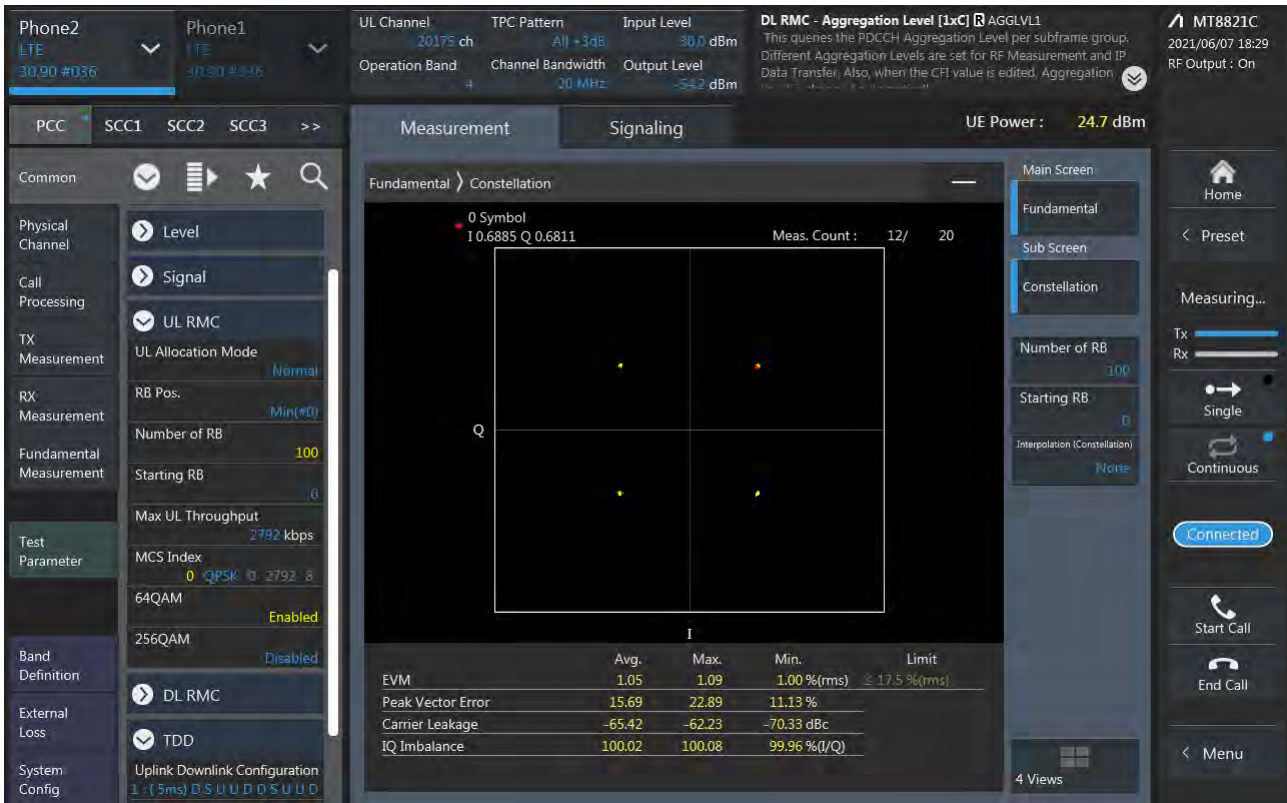 Phone2
LTE
30.90 #036
Phone1
LTE
30.90 #036
UL Channel
20175 ch
Operation Band
4
TPC Pattern
All +3dB
Channel Bandwidth
20 MHz
Input Level
30.0 dBm
Output Level
-54.2 dBm
DL RMC - Aggregation Level [1xC] R AGGLVL1
This queries the PDCCH Aggregation Level per subframe group.
Different Aggregation Levels are set for RF Measurement and IP
Data Transfer. Also, when the CFI value is edited, Aggregation
MT8821C
2021/06/07 18:29
RF Output : On
PCC SCC1 SCC2 SCC3 >>
Measurement
Signaling
UE Power : 24.7 dBm
Common
Physical
Channel
Call
Processing
TX
Measurement
RX
Measurement
Fundamental
Measurement
Test
Parameter
Band
Definition
External
Loss
System
Config
Level
Signal
UL RMC
UL Allocation Mode
Normal
RB Pos.
Min(#0)
Number of RB
100
Starting RB
0
Max UL Throughput
2792 kbps
MCS Index
0 QPSK 0 2792 8
64QAM
Enabled
256QAM
Disabled
DL RMC
TDD
Uplink Downlink Configuration
1 : ( 5ms) D S U U D D S U U D
Fundamental 〉 Constellation
0 Symbol
I 0.6885 Q 0.6811
Meas. Count : 12/ 20
Q
I
Avg. Max. Min. Limit
EVM 1.05 1.09 1.00 %(rms) ≤ 17.5 %(rms)
Peak Vector Error 15.69 22.89 11.13 %
Carrier Leakage -65.42 -62.23 -70.33 dBc
IQ Imbalance 100.02 100.08 99.96 %(I/Q)
Main Screen
Fundamental
Sub Screen
Constellation
Number of RB
100
Starting RB
0
Interpolation (Constellation)
None
4 Views
Home
< Preset
Measuring...
Tx
Rx
Single
Continuous
Connected
Start Call
End Call
< Menu